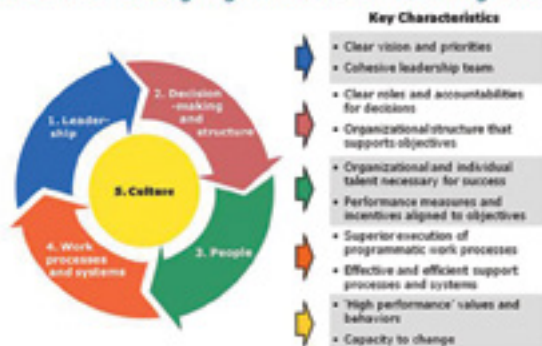 Key Characteristics
1. Leader-
ship
2. Decision
-making
and
structure
3. People
4. Work
processes
and systems
5. Culture
• Clear vision and priorities
• Cohesive leadership team
• Clear roles and accountabilities
for decisions
• Organizational structure that
supports objectives
• Organizational and individual
talent necessary for success
• Performance measures and
incentives aligned to objectives
• Superior execution of
programmatic work processes
• Effective and efficient support
processes and systems
• 'High performance' values and
behaviors
• Capacity to change